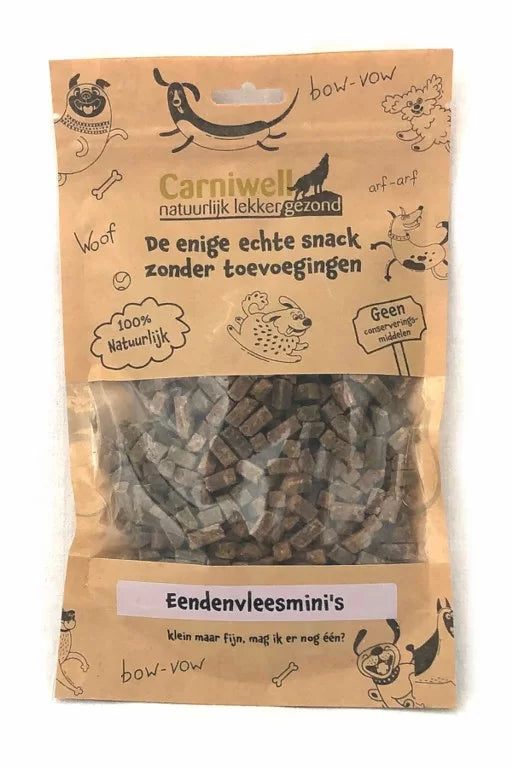 bow-vow
Carniwell
natuurlijk lekker gezond
arf-arf
Woof
De enige echte snack
zonder toevoegingen
100%
Natuurlijk
Geen
conserverings-
middelen
Eendenvleesmini's
klein maar fijn, mag ik er nog één?
bow-vow